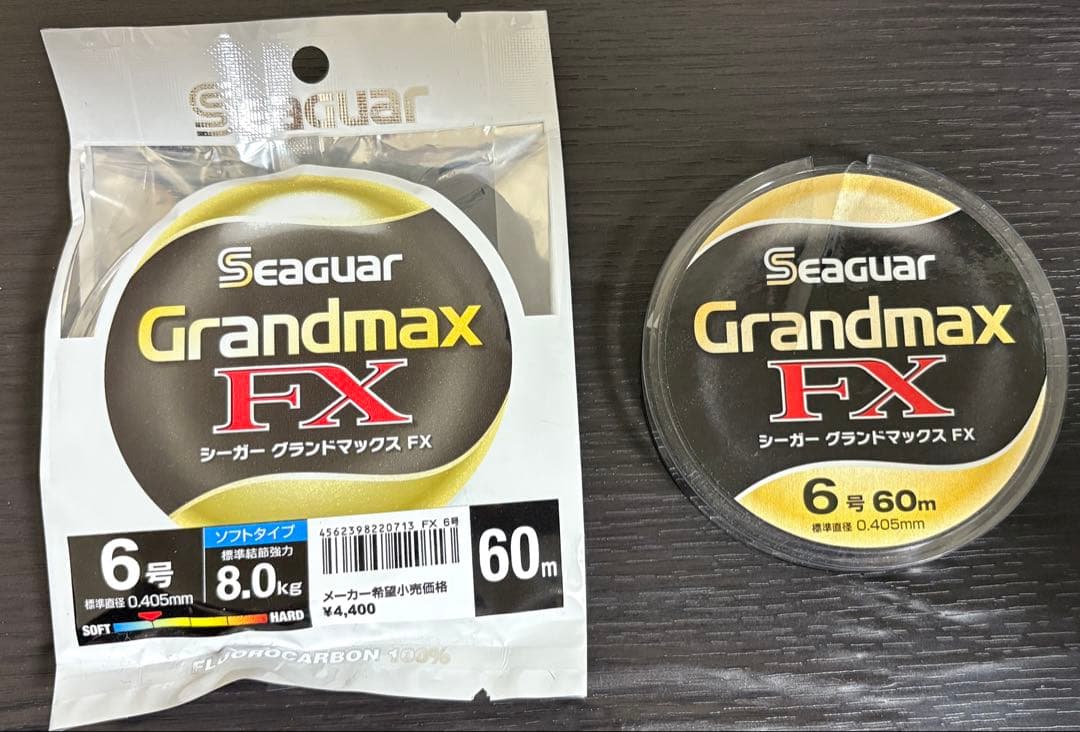 Seaguar
Seaguar
Grandmax
FX
シーガー グランドマックス FX
6号
標準直径 0.405mm
SOFT HARD
ソフトタイプ
標準結節強力
8.0kg
4562398220713 FX 6号
メーカー希望小売価格
¥4,400
60m
FLUOROCARBON 100%
Seaguar
Grandmax
FX
シーガー グランドマックス FX
6号 60m
標準直径 0.405mm